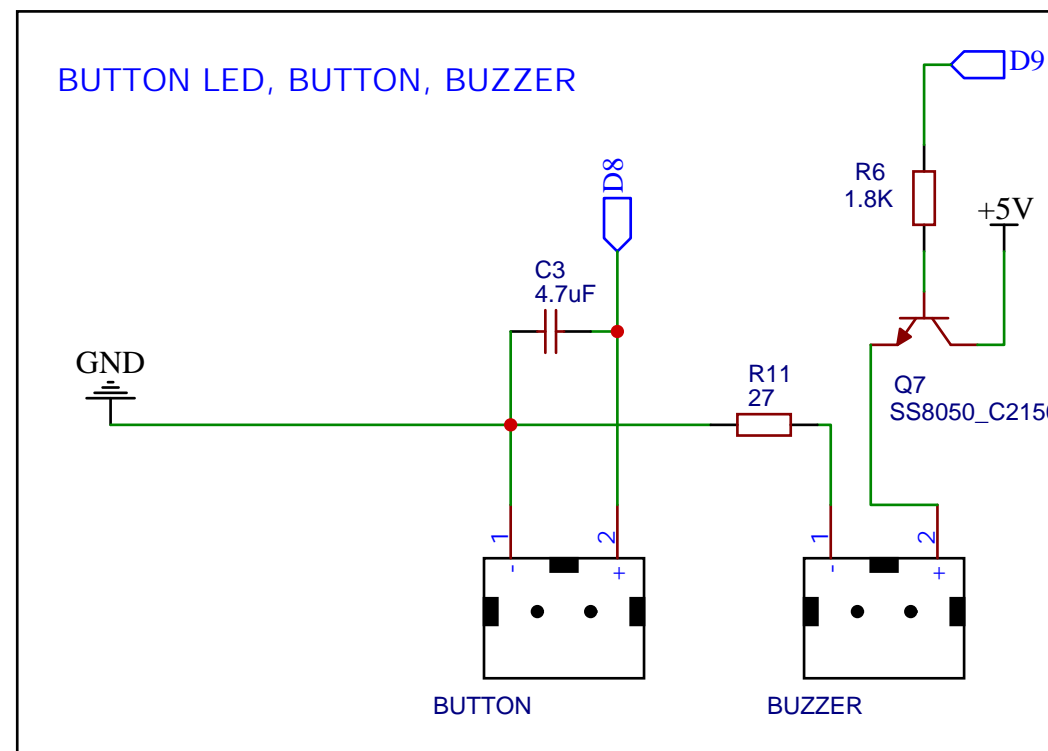 BUTTON LED, BUTTON, BUZZER
D9
D8
R6
1.8K
+5V
C3
4.7uF
GND
R11
27
Q7
1
2
-
+
1
2
-
+
BUTTON
BUZZER